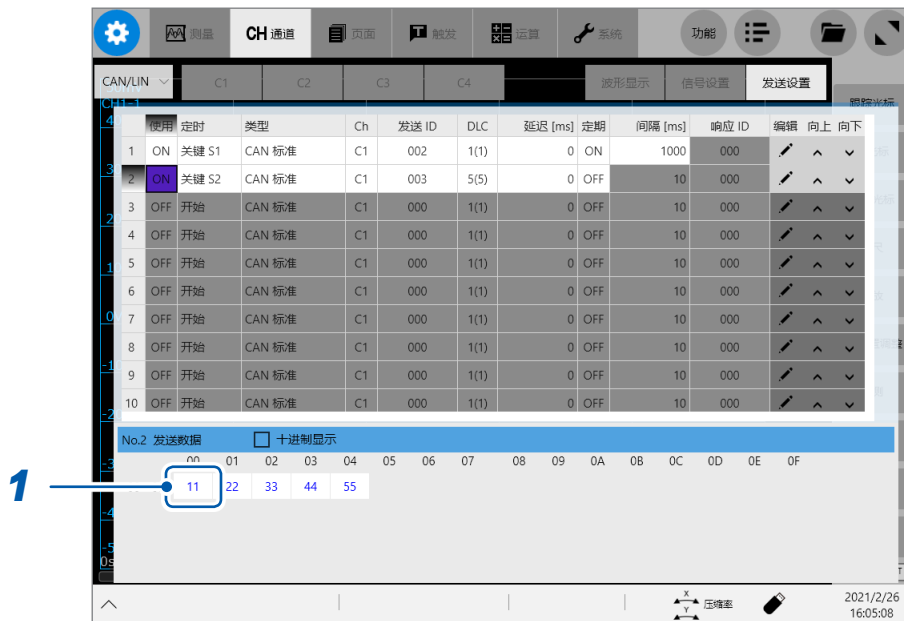 测量 CH 通道 页面 触发 运算 系统 功能
CAN/LIN C1 C2 C3 C4 波形显示 信号设置 发送设置
CH1-1 跟踪光标
使用 定时 类型 Ch 发送 ID DLC 延迟 [ms] 定期 间隔 [ms] 响应 ID 编辑 向上 向下
1 ON 关键 S1 CAN 标准 C1 002 1(1) 0 ON 1000 000
2 ON 关键 S2 CAN 标准 C1 003 5(5) 0 OFF 10 000
3 OFF 开始 CAN 标准 C1 000 1(1) 0 OFF 10 000
4 OFF 开始 CAN 标准 C1 000 1(1) 0 OFF 10 000
5 OFF 开始 CAN 标准 C1 000 1(1) 0 OFF 10 000
6 OFF 开始 CAN 标准 C1 000 1(1) 0 OFF 10 000
7 OFF 开始 CAN 标准 C1 000 1(1) 0 OFF 10 000
8 OFF 开始 CAN 标准 C1 000 1(1) 0 OFF 10 000
9 OFF 开始 CAN 标准 C1 000 1(1) 0 OFF 10 000
10 OFF 开始 CAN 标准 C1 000 1(1) 0 OFF 10 000
No.2 发送数据 十进制显示
00 01 02 03 04 05 06 07 08 09 0A 0B 0C 0D 0E 0F
1 11 22 33 44 55
0s
X Y 压缩率 2021/2/26
16:05:08